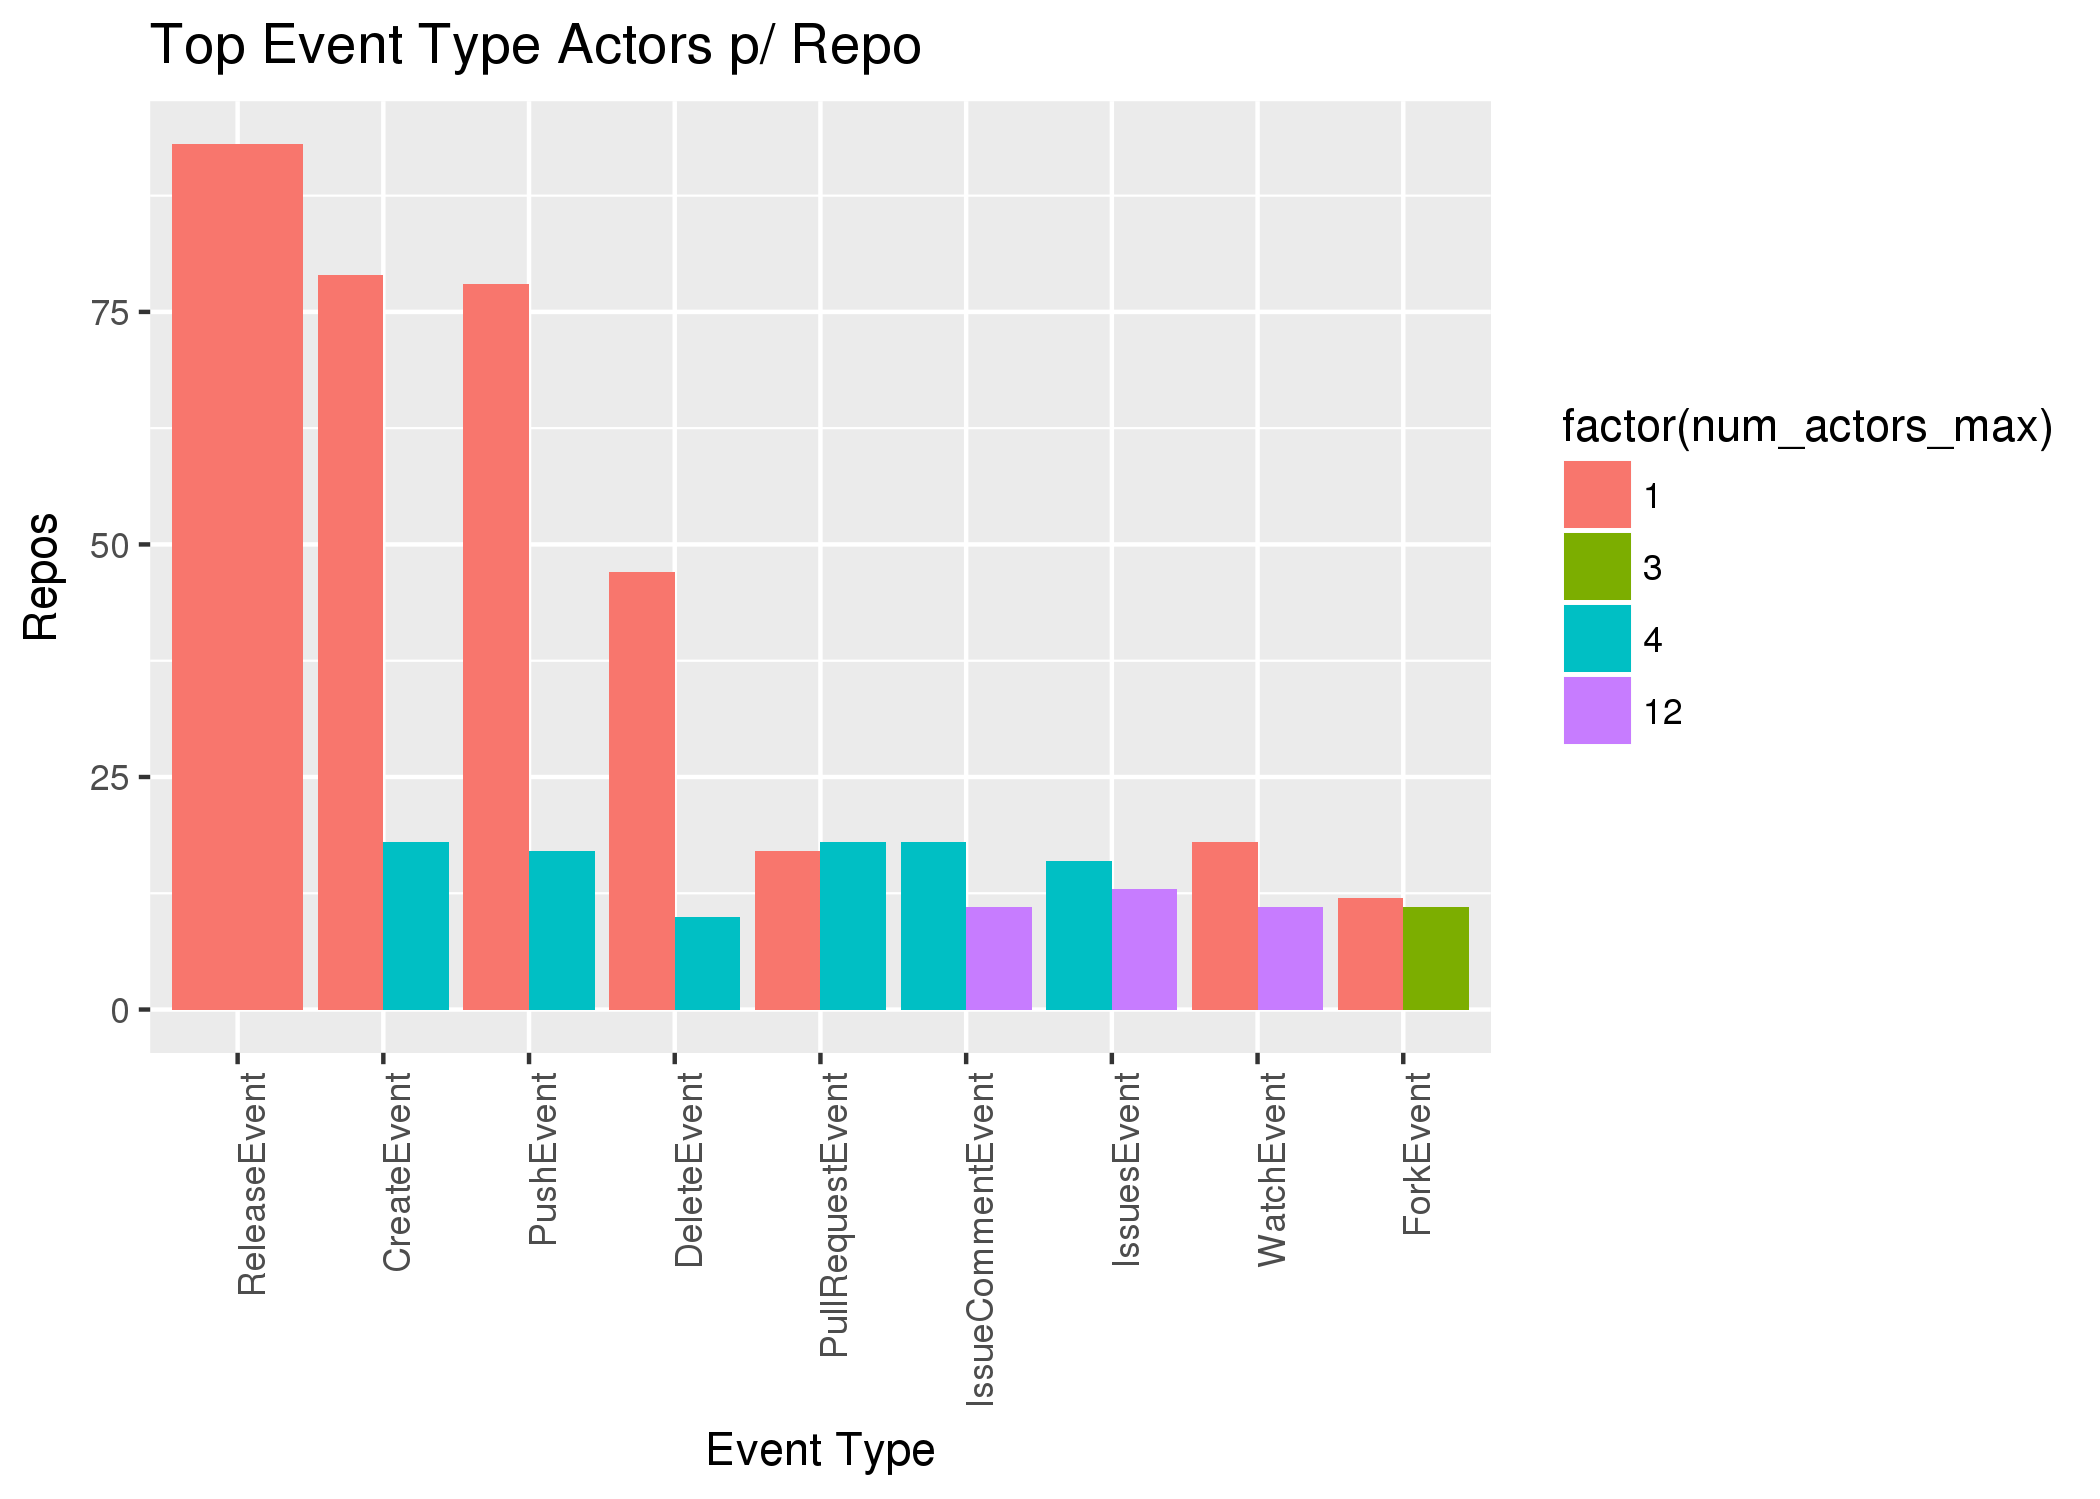 Top Event Type Actors p/ Repo
Repos
75
50
25
0
ReleaseEvent
CreateEvent
PushEvent
DeleteEvent
PullRequestEvent
IssueCommentEvent
IssuesEvent
WatchEvent
ForkEvent
Event Type
factor(num_actors_max)
1
3
4
12